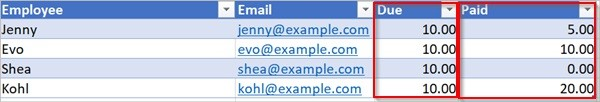 Employee Email Due Paid
Jenny jenny@example.com 10.00 5.00
Evo evo@example.com 10.00 10.00
Shea shea@example.com 10.00 0.00
Kohl kohl@example.com 10.00 20.00